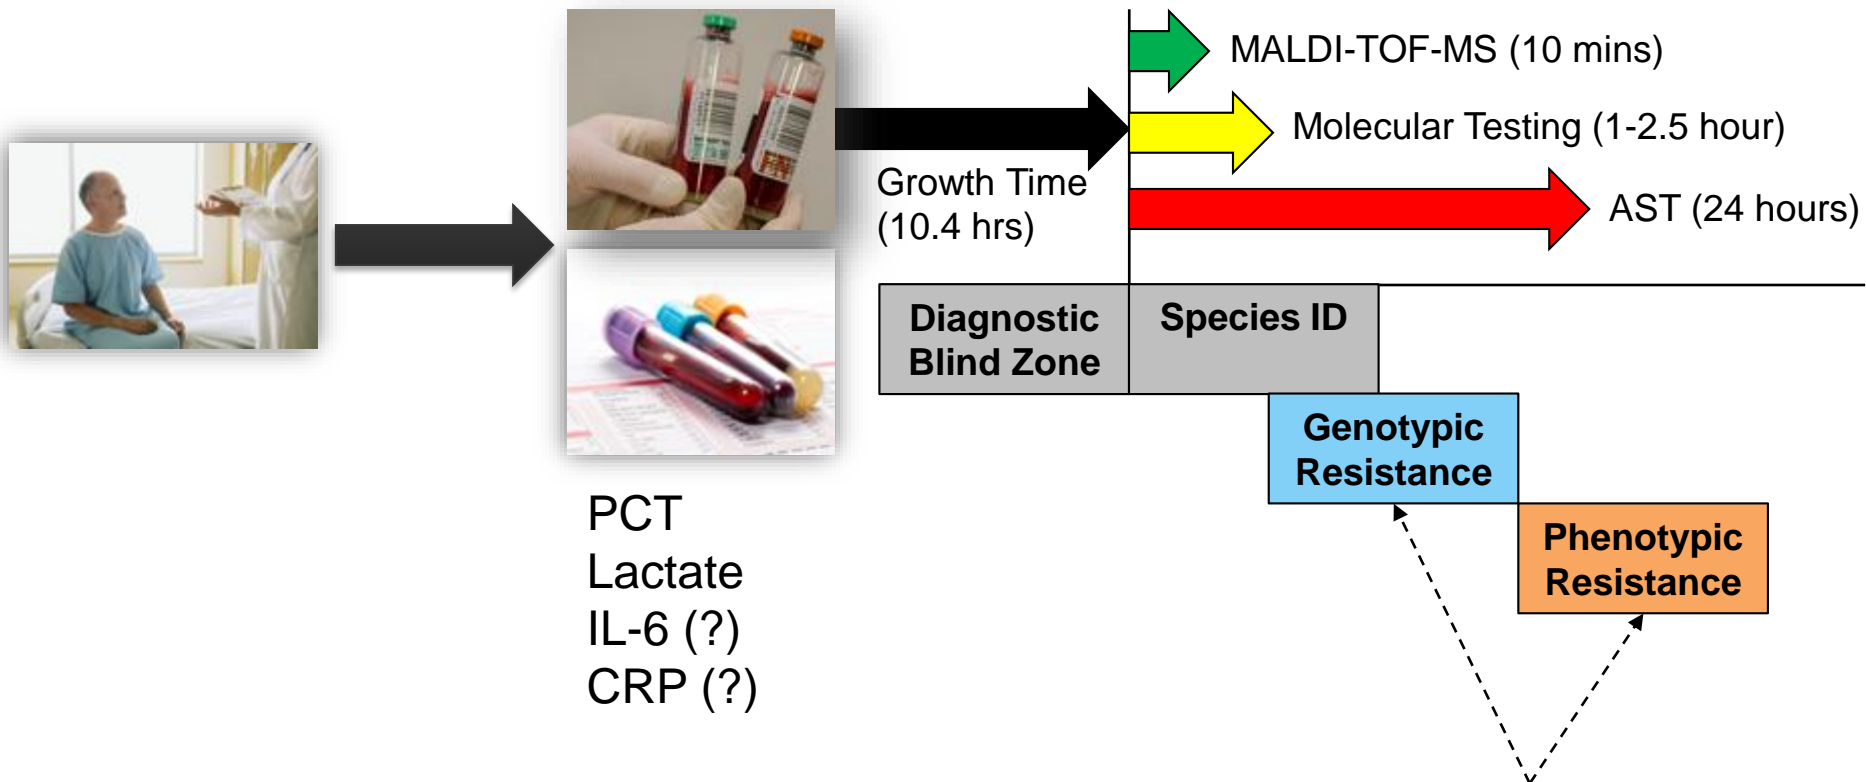 MALDI-TOF-MS (10 mins)
Molecular Testing (1-2.5 hour)
Growth Time
(10.4 hrs)
AST (24 hours)
Diagnostic
Blind Zone
Species ID
Genotypic
Resistance
Phenotypic
Resistance
PCT
Lactate
IL-6 (?)
CRP (?)